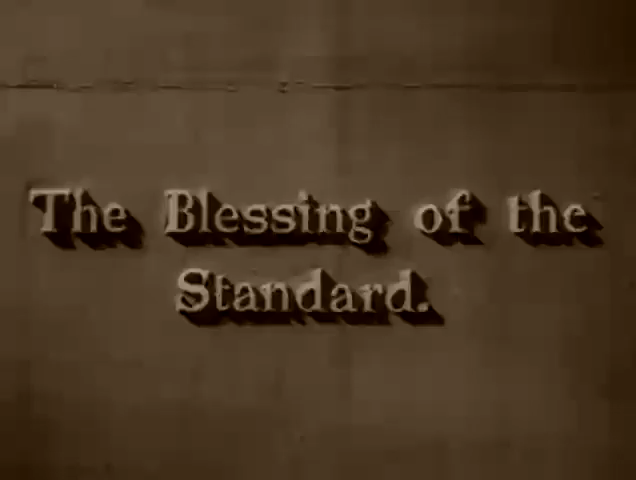 The Blessing of the
Standard.